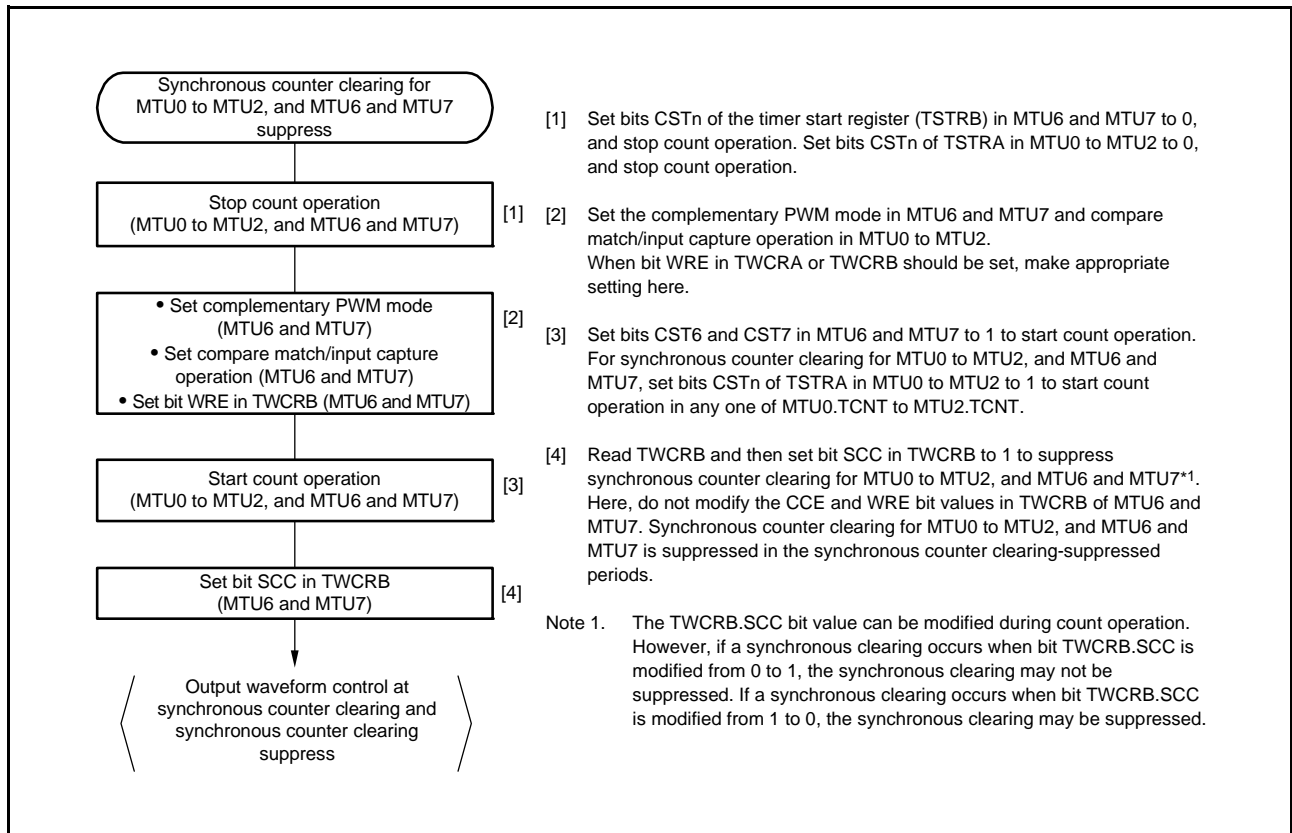 Synchronous counter clearing for
MTU0 to MTU2, and MTU6 and MTU7
suppress
Stop count operation
(MTU0 to MTU2, and MTU6 and MTU7)
[1]
• Set complementary PWM mode
(MTU6 and MTU7)
• Set compare match/input capture
operation (MTU6 and MTU7)
• Set bit WRE in TWCRB (MTU6 and MTU7)
[2]
Start count operation
(MTU0 to MTU2, and MTU6 and MTU7)
[3]
Set bit SCC in TWCRB
(MTU6 and MTU7)
[4]
Output waveform control at
synchronous counter clearing and
synchronous counter clearing
suppress
[1] Set bits CSTn of the timer start register (TSTRB) in MTU6 and MTU7 to 0,
and stop count operation. Set bits CSTn of TSTRA in MTU0 to MTU2 to 0,
and stop count operation.
[2] Set the complementary PWM mode in MTU6 and MTU7 and compare
match/input capture operation in MTU0 to MTU2.
When bit WRE in TWCRA or TWCRB should be set, make appropriate
setting here.
[3] Set bits CST6 and CST7 in MTU6 and MTU7 to 1 to start count operation.
For synchronous counter clearing for MTU0 to MTU2, and MTU6 and
MTU7, set bits CSTn of TSTRA in MTU0 to MTU2 to 1 to start count
operation in any one of MTU0.TCNT to MTU2.TCNT.
[4] Read TWCRB and then set bit SCC in TWCRB to 1 to suppress
synchronous counter clearing for MTU0 to MTU2, and MTU6 and MTU7*1.
Here, do not modify the CCE and WRE bit values in TWCRB of MTU6 and
MTU7. Synchronous counter clearing for MTU0 to MTU2, and MTU6 and
MTU7 is suppressed in the synchronous counter clearing-suppressed
periods.
Note 1. The TWCRB.SCC bit value can be modified during count operation.
However, if a synchronous clearing occurs when bit TWCRB.SCC is
modified from 0 to 1, the synchronous clearing may not be
suppressed. If a synchronous clearing occurs when bit TWCRB.SCC
is modified from 1 to 0, the synchronous clearing may be suppressed.